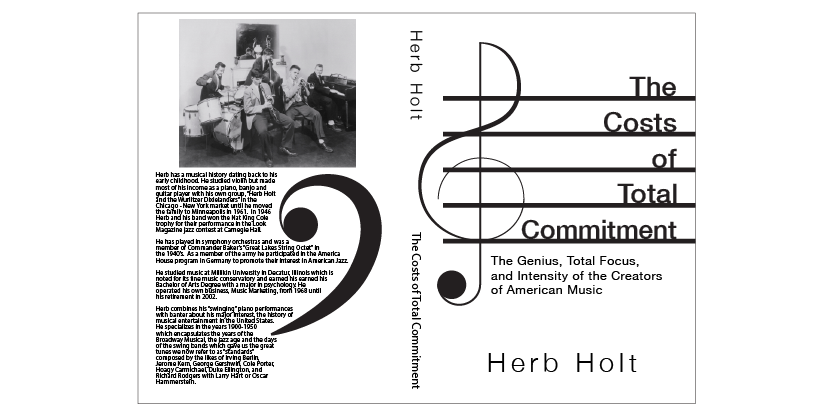 Herb has a musical history dating back to his
early childhood. He studied violin but made
most of his income as a piano, banjo and
guitar player with his own group, "Herb Holt
and the Wurlitzer Dixielanders" in the
Chicago - New York market until he moved
the family to Minneapolis in 1961. In 1946
Herb and his band won the Nat King Cole
trophy for their performance in the Look
Magazine jazz contest at Carnegie Hall.
He has played in symphony orchestras and was a
member of Commander Baker's "Great Lakes String Octet" in
the 1940's. As a member of the army he participated in the America
House program in Germany to promote their interest in American Jazz.
He studied music at Millikin University in Decatur, Illinois which is
noted for its fine music conservatory and earned his earned his
Bachelor of Arts Degree with a major in psychology. He
operated his own business, Music Marketing, from 1968 until
his retirement in 2002.
Herb combines his "swinging" piano performances
with banter about his major interest, the history of
musical entertainment in the United States.
He specializes in the years 1900-1950
which encapsulates the years of the
Broadway Musical, the jazz age and the days
of the swing bands which gave us the great
tunes we now refer to as "standards"
composed by the likes of Irving Berlin,
Jerome Kern, George Gershwin, Cole Porter,
Hoagy Carmichael, Duke Ellington, and
Richard Rodgers with Larry Hart or Oscar
Hammerstein.
Herb Holt
The Costs of Total Commitment
The
Costs
of
Total
Commitment
The Genius, Total Focus,
and Intensity of the Creators
of American Music
Herb Holt